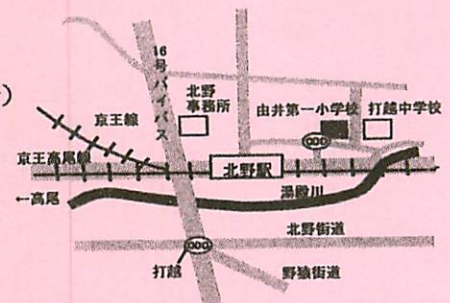 16号バイパス
北野
事務所
由井第一小学校
打越中学校
京王線
京王高尾線
北野駅
湯殿川
←高尾
北野街道
打越
野猿街道